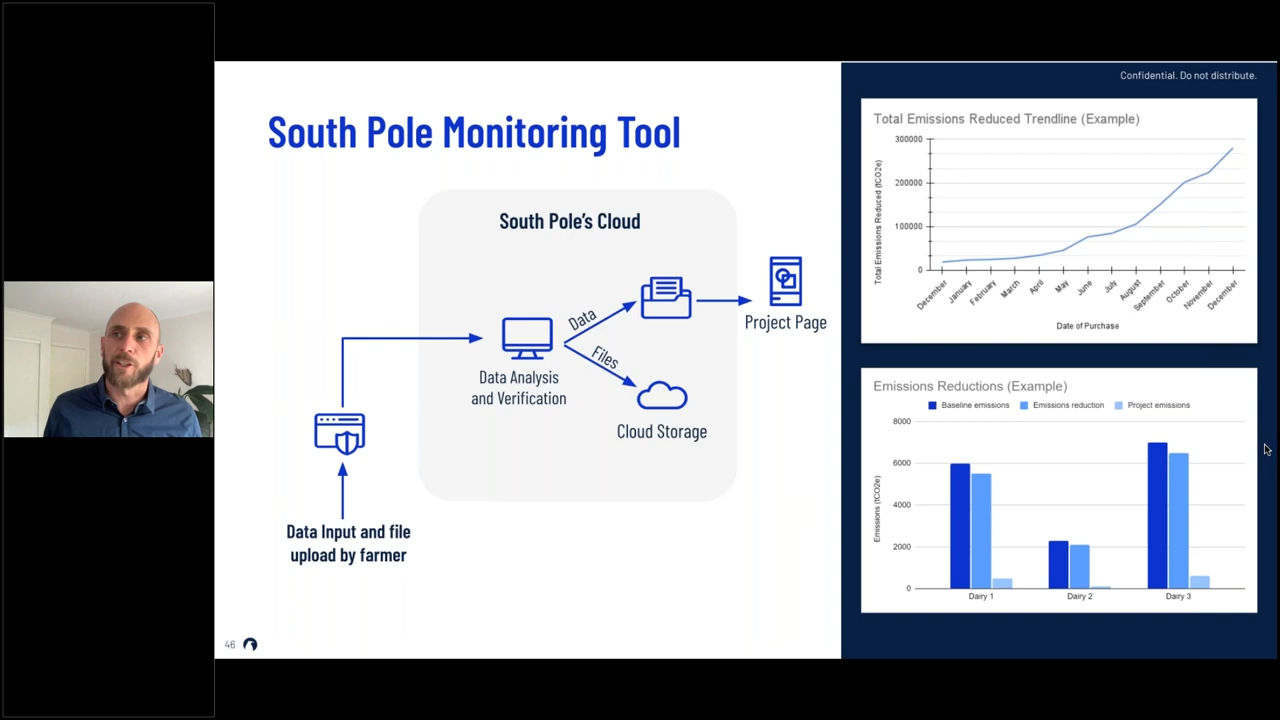 Confidential. Do not distribute.
South Pole Monitoring Tool
South Pole's Cloud
Data
Files
Data Analysis
and Verification
Cloud Storage
Project Page
Data Input and file
upload by farmer
46
Total Emissions Reduced Trendline (Example)
Total Emissions Reduced (tCO2e)
300000
200000
100000
0
December
January
February
March
April
May
June
July
August
September
October
November
December
Date of Purchase
Emissions Reductions (Example)
Baseline emissions
Emissions reduction
Project emissions
Emissions (tCO2e)
8000
6000
4000
2000
0
Dairy 1
Dairy 2
Dairy 3